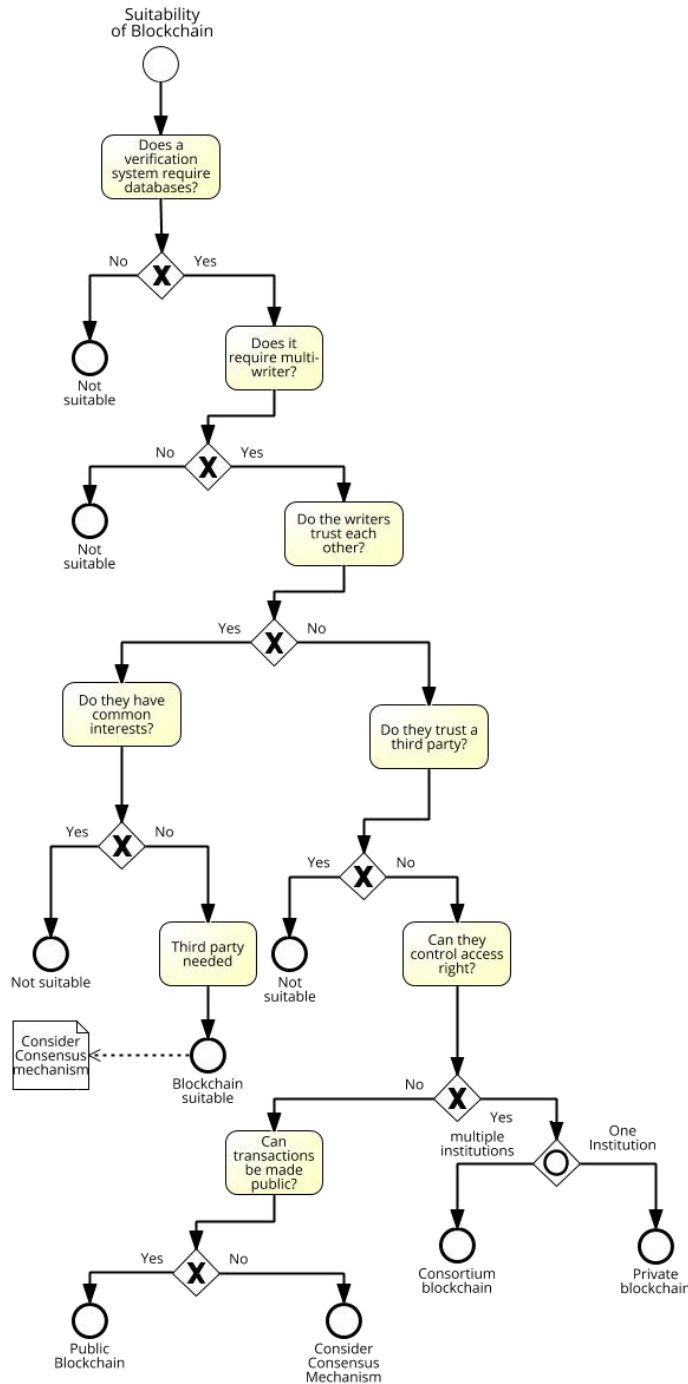 Suitability
of Blockchain
Does a
verification
system require
databases?
No
Yes
X
Not
suitable
Does it
require multi-
writer?
No
Yes
X
Not
suitable
Do the writers
trust each
other?
Yes
No
X
Do they have
common
interests?
Do they trust a
third party?
Yes
No
X
Yes
No
X
Not suitable
Third party
needed
Not
suitable
Can they
control access
right?
Consider
Consensus
mechanism
Blockchain
suitable
No
X
Yes
multiple
institutions
One
Institution
Can
transactions
be made
public?
Consortium
blockchain
Private
blockchain
Yes
No
X
Public
Blockchain
Consider
Consensus
Mechanism